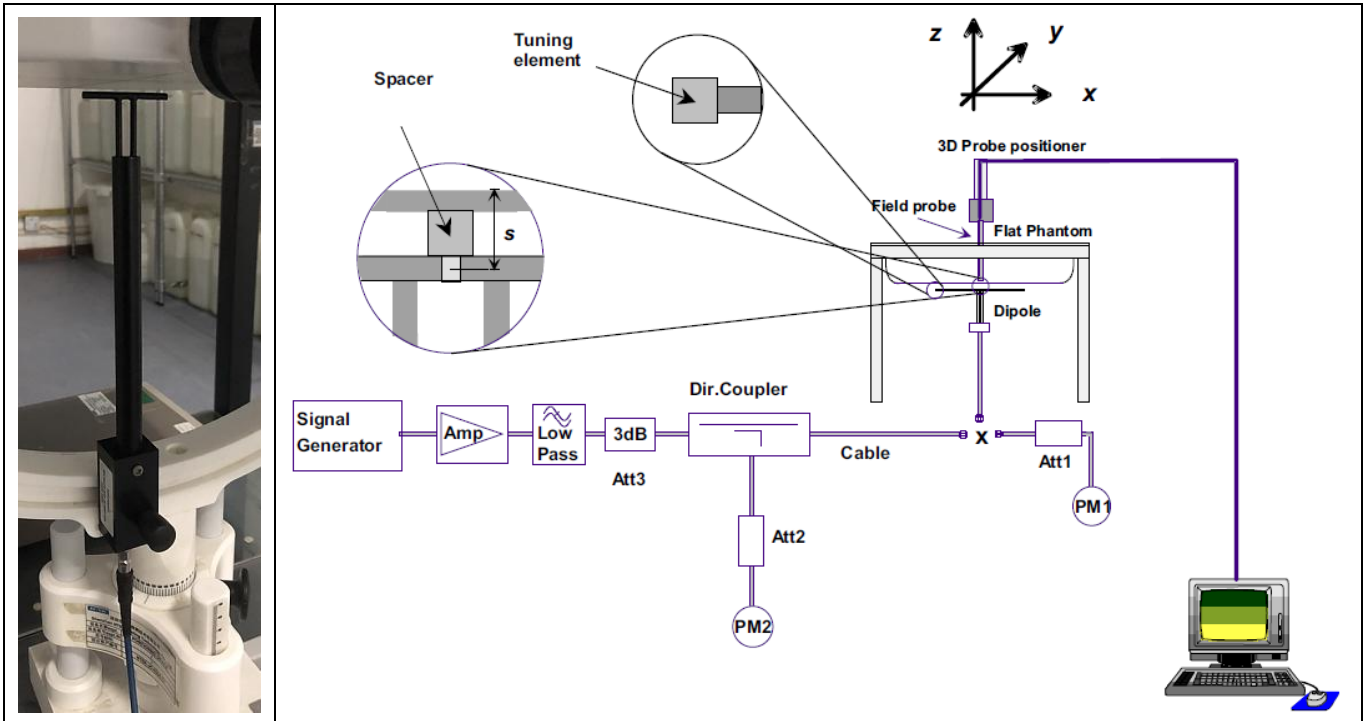 Tuning
element
Spacer
s
z
y
x
3D Probe positioner
Field probe
Flat Phantom
Dipole
Dir.Coupler
Signal
Generator
Amp
Low
Pass
3dB
Att3
Cable
x
Att1
PM1
Att2
PM2